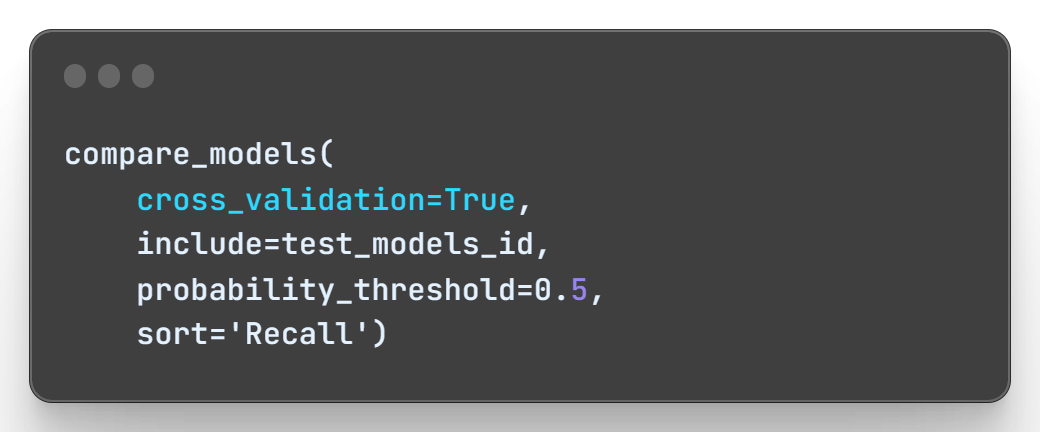 compare_models(
    cross_validation=True,
    include=test_models_id,
    probability_threshold=0.5,
    sort='Recall')